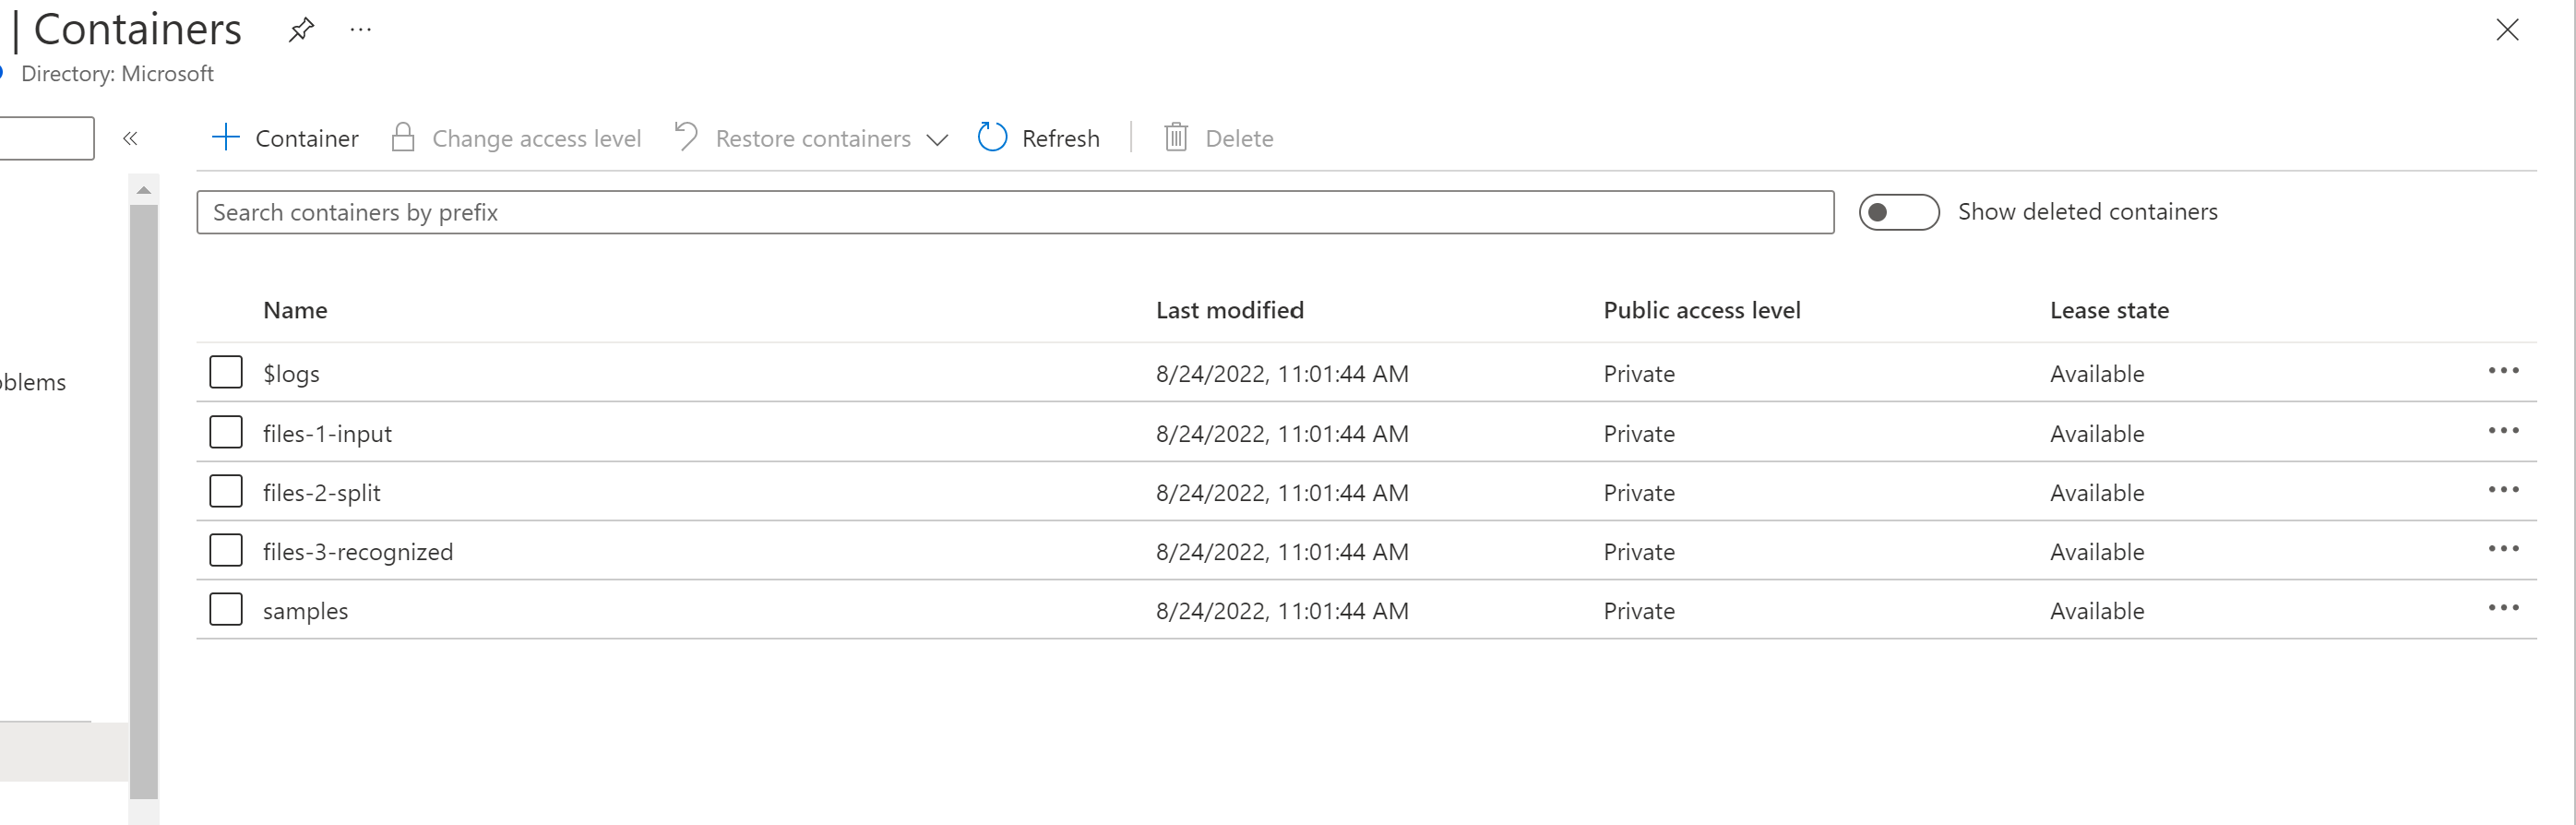 | Containers
Directory: Microsoft
Container Change access level Restore containers Refresh Delete
Search containers by prefix Show deleted containers
Name Last modified Public access level Lease state
$logs 8/24/2022, 11:01:44 AM Private Available
files-1-input 8/24/2022, 11:01:44 AM Private Available
files-2-split 8/24/2022, 11:01:44 AM Private Available
files-3-recognized 8/24/2022, 11:01:44 AM Private Available
samples 8/24/2022, 11:01:44 AM Private Available